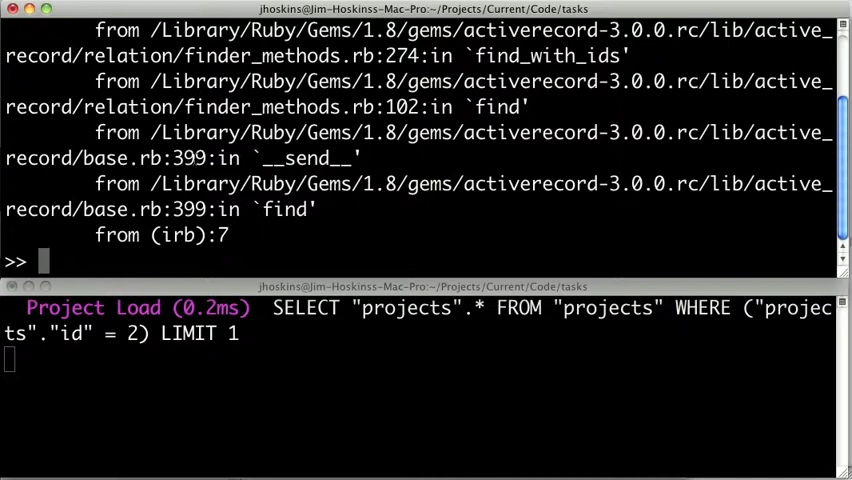 jhoskins@Jim-Hoskinss-Mac-Pro:~/Projects/Current/Code/tasks
from /Library/Ruby/Gems/1.8/gems/activerecord-3.0.0.rc/lib/active_
record/relation/finder_methods.rb:274:in `find_with_ids'
from /Library/Ruby/Gems/1.8/gems/activerecord-3.0.0.rc/lib/active_
record/relation/finder_methods.rb:102:in `find'
from /Library/Ruby/Gems/1.8/gems/activerecord-3.0.0.rc/lib/active_
record/base.rb:399:in `__send__'
from /Library/Ruby/Gems/1.8/gems/activerecord-3.0.0.rc/lib/active_
record/base.rb:399:in `find'
from (irb):7
>>
jhoskins@Jim-Hoskinss-Mac-Pro:~/Projects/Current/Code/tasks
Project Load (0.2ms)  SELECT "projects".* FROM "projects" WHERE ("projec
ts"."id" = 2) LIMIT 1